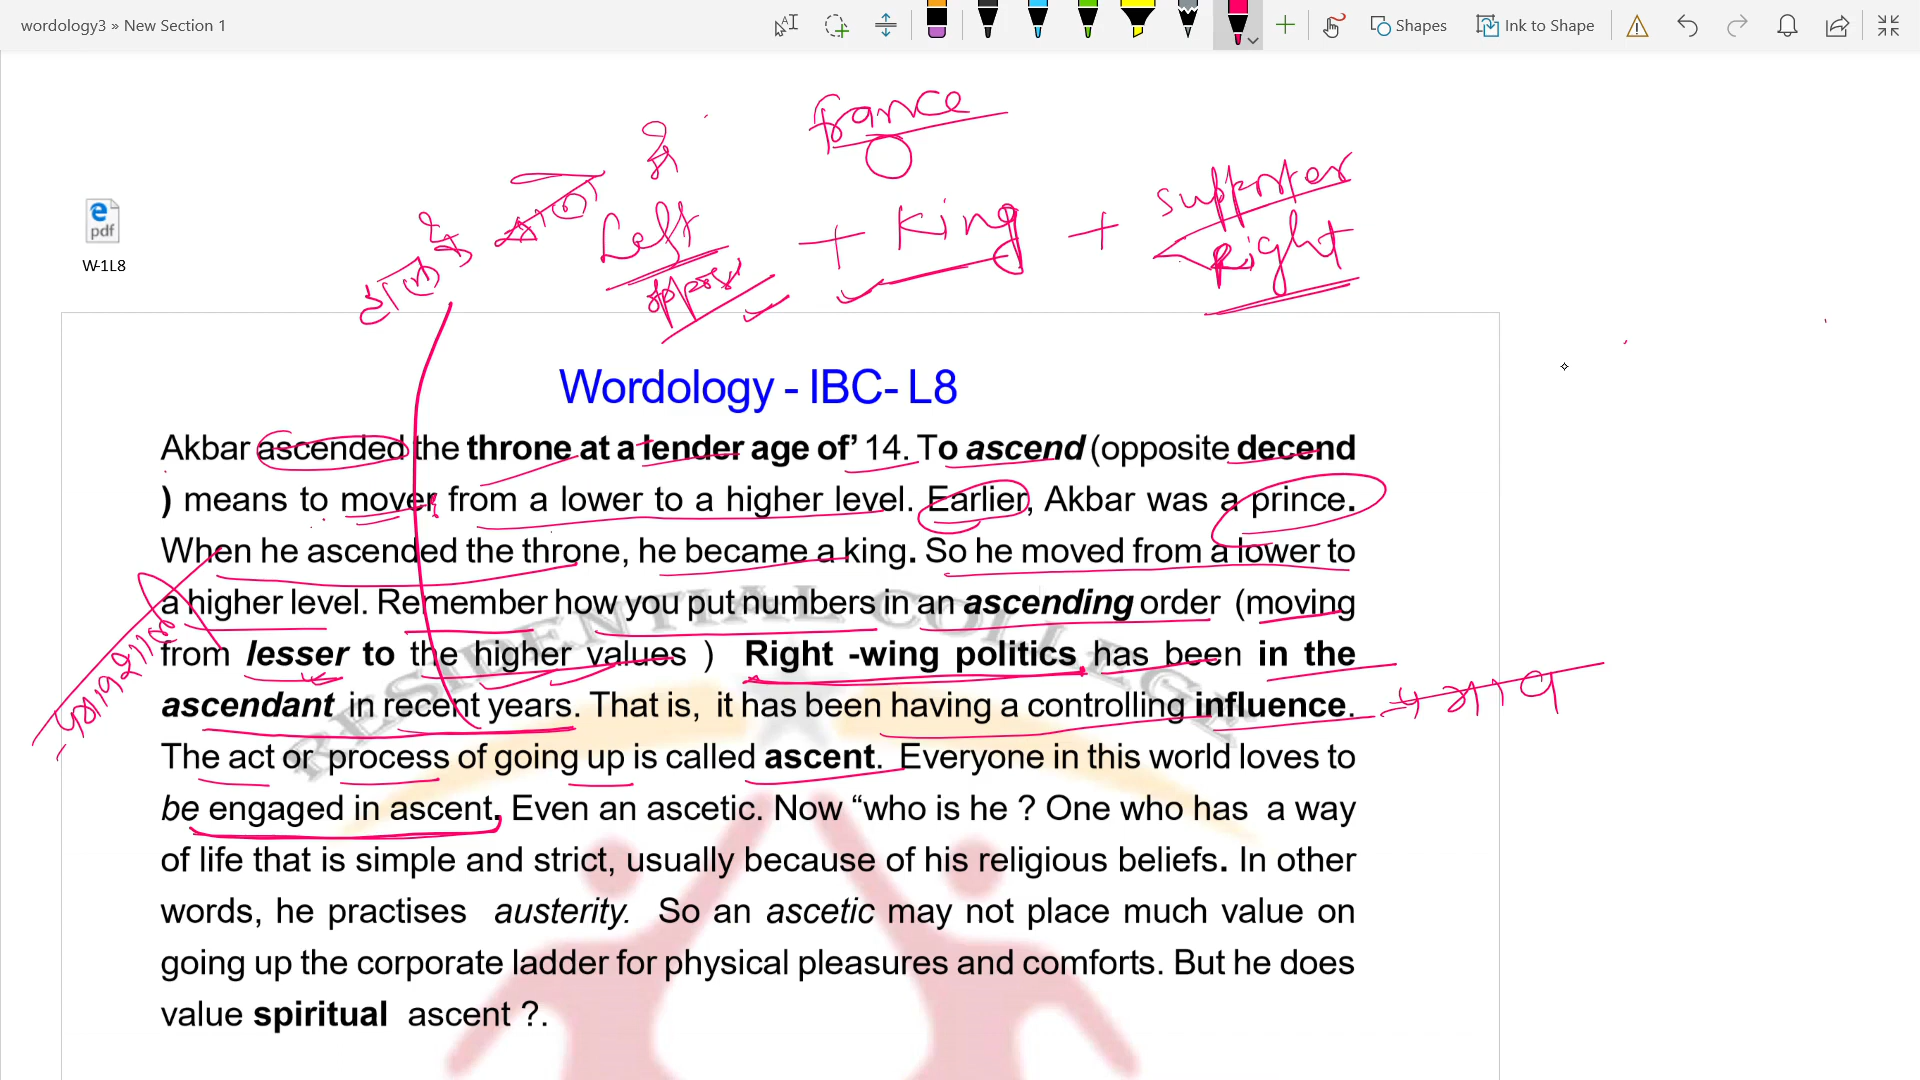 wordology3 » New Section 1
Shapes
Ink to Shape
france
Left + King + Supporter
oppose
Right
pdf
W-1L8
Wordology - IBC- L8
Akbar ascended the throne at a tender age of’ 14. To ascend (opposite decend
) means to mover from a lower to a higher level. Earlier, Akbar was a prince.
When he ascended the throne, he became a king. So he moved from a lower to
a higher level. Remember how you put numbers in an ascending order (moving
from lesser to the higher values ) Right -wing politics has been in the
ascendant in recent years. That is, it has been having a controlling influence.
The act or process of going up is called ascent. Everyone in this world loves to
be engaged in ascent. Even an ascetic. Now “who is he ? One who has a way
of life that is simple and strict, usually because of his religious beliefs. In other
words, he practises austerity. So an ascetic may not place much value on
going up the corporate ladder for physical pleasures and comforts. But he does
value spiritual ascent ?.
RESIDENTIAL COLLEGE